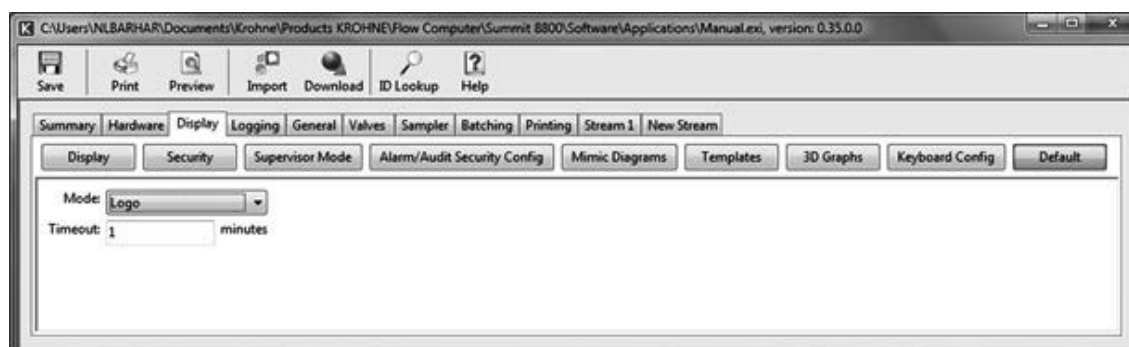 C:\Users\NLBARHAR\Documents\Krohne\Products KROHNE\Flow Computer\Summit 8800\Software\Applications\Manual.exi, version: 0.35.0.0
Save Print Preview Import Download ID Lookup Help
Summary Hardware Display Logging General Valves Sampler Batching Printing Stream 1 New Stream
Display Security Supervisor Mode Alarm/Audit Security Config Mimic Diagrams Templates 3D Graphs Keyboard Config Default
Mode: Logo
Timeout: 1 minutes